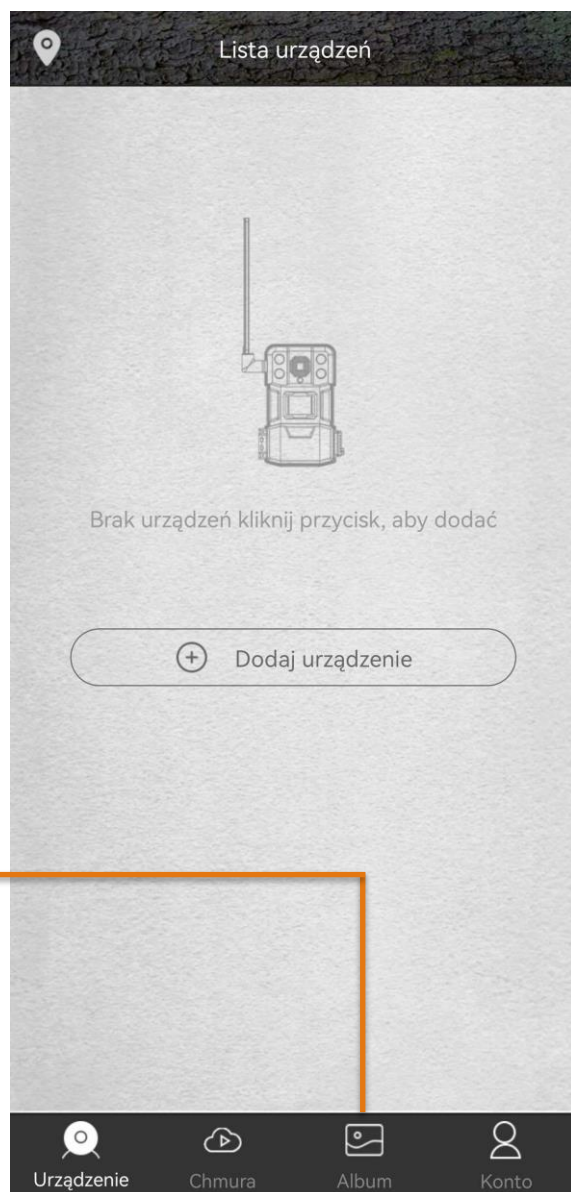 Lista urządzeń
Brak urządzeń kliknij przycisk, aby dodać
Dodaj urządzenie
Urządzenie
Chmura
Album
Konto